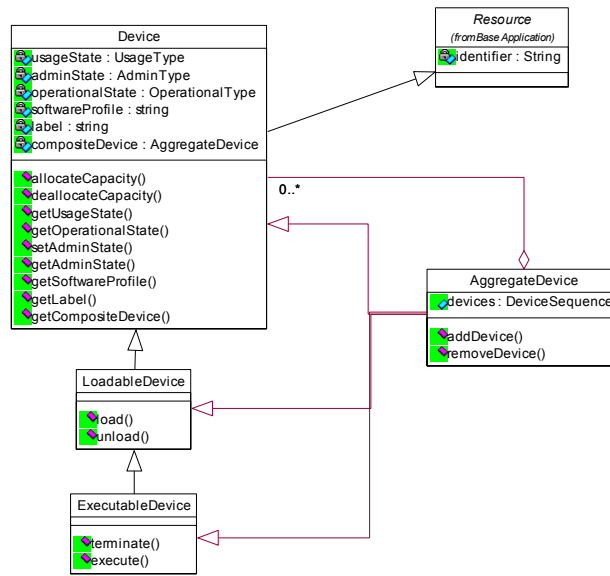 Device
usageState : UsageType
adminState : AdminType
operationalState : OperationalType
softwareProfile : string
label : string
compositeDevice : AggregateDevice
allocateCapacity()
deallocateCapacity()
getUsageState()
getOperationalState()
setAdminState()
getAdminState()
getSoftwareProfile()
getLabel()
getCompositeDevice()
Resource
(from Base Application)
identifier : String
0..*
AggregateDevice
devices : DeviceSequence
addDevice()
removeDevice()
LoadableDevice
load()
unload()
ExecutableDevice
terminate()
execute()